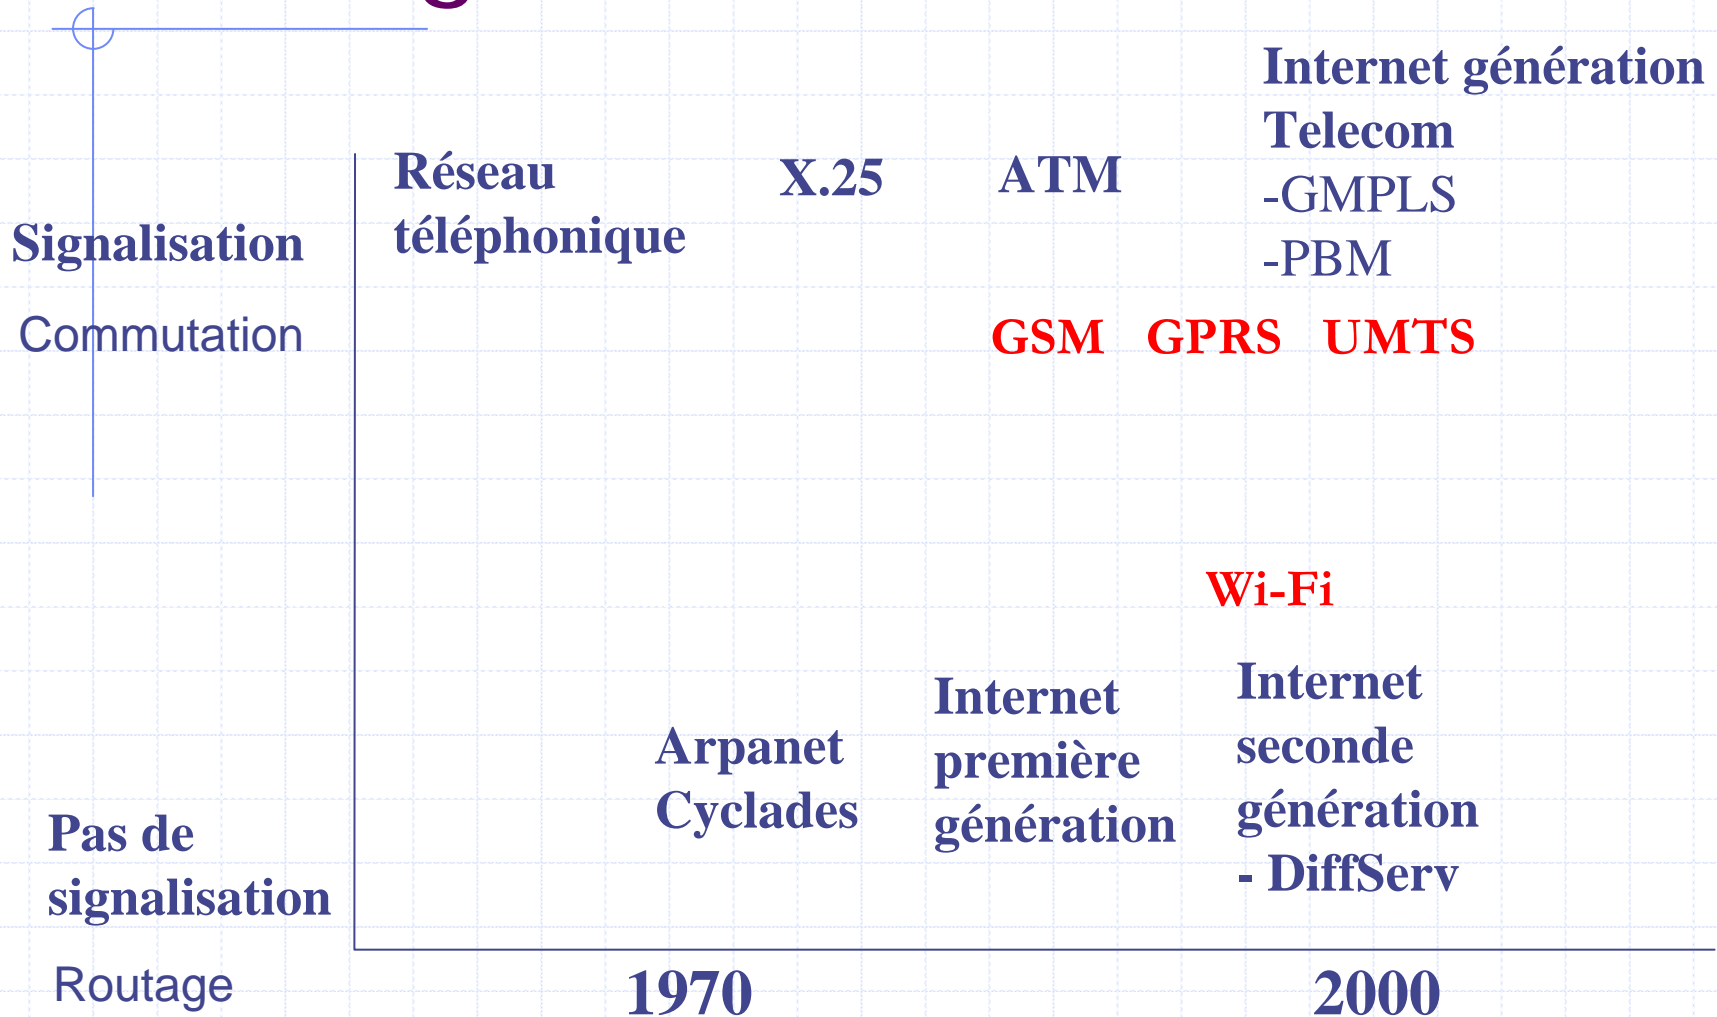 Internet génération
Telecom
-GMPLS
-PBM
Réseau
téléphonique
X.25
ATM
Signalisation
Commutation
GSM GPRS UMTS
Wi-Fi
Arpanet
Cyclades
Internet
première
génération
Internet
seconde
génération
- DiffServ
Pas de
signalisation
Routage
1970
2000